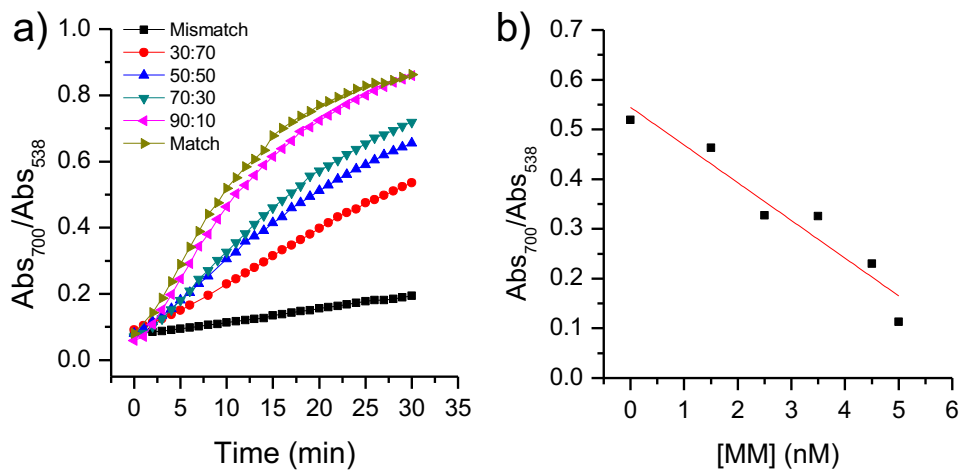 a)
Mismatch
30:70
50:50
70:30
90:10
Match
1.0
0.8
0.6
0.4
0.2
0.0
Abs700/Abs538
0 5 10 15 20 25 30 35
Time (min)
b)
0.7
0.6
0.5
0.4
0.3
0.2
0.1
0.0
Abs700/Abs538
0 1 2 3 4 5 6
[MM] (nM)